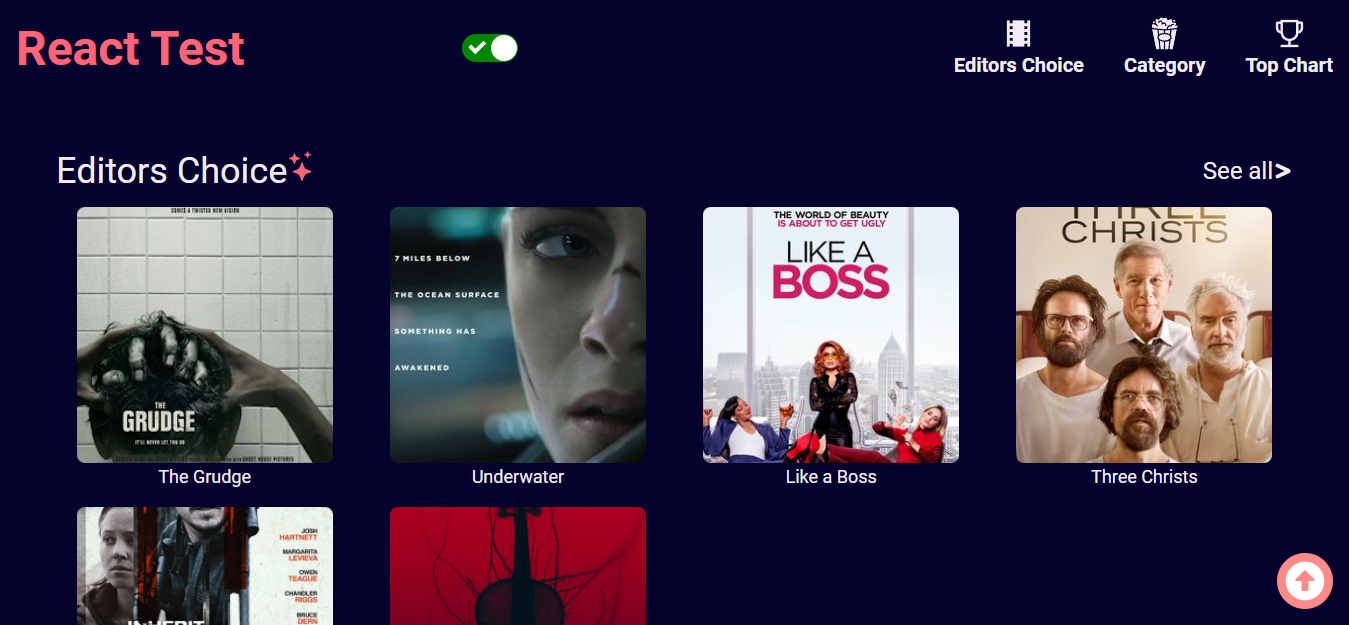 React Test
Editors Choice
Category
Top Chart
Editors Choice
See all>
COMES A TWISTED NEW VISION
THE
GRUDGE
IT'LL NEVER LET YOU GO
The Grudge
7 MILES BELOW
THE OCEAN SURFACE
SOMETHING HAS
AWAKENED
Underwater
THE WORLD OF BEAUTY
IS ABOUT TO GET UGLY
LIKE A
BOSS
Like a Boss
THREE
CHRISTS
Three Christs
JOSH
HARTNETT
MARGARITA
LEVIEVA
OWEN
TEAGUE
CHANDLER
RIGGS
BRUCE
DERN
INHERIT